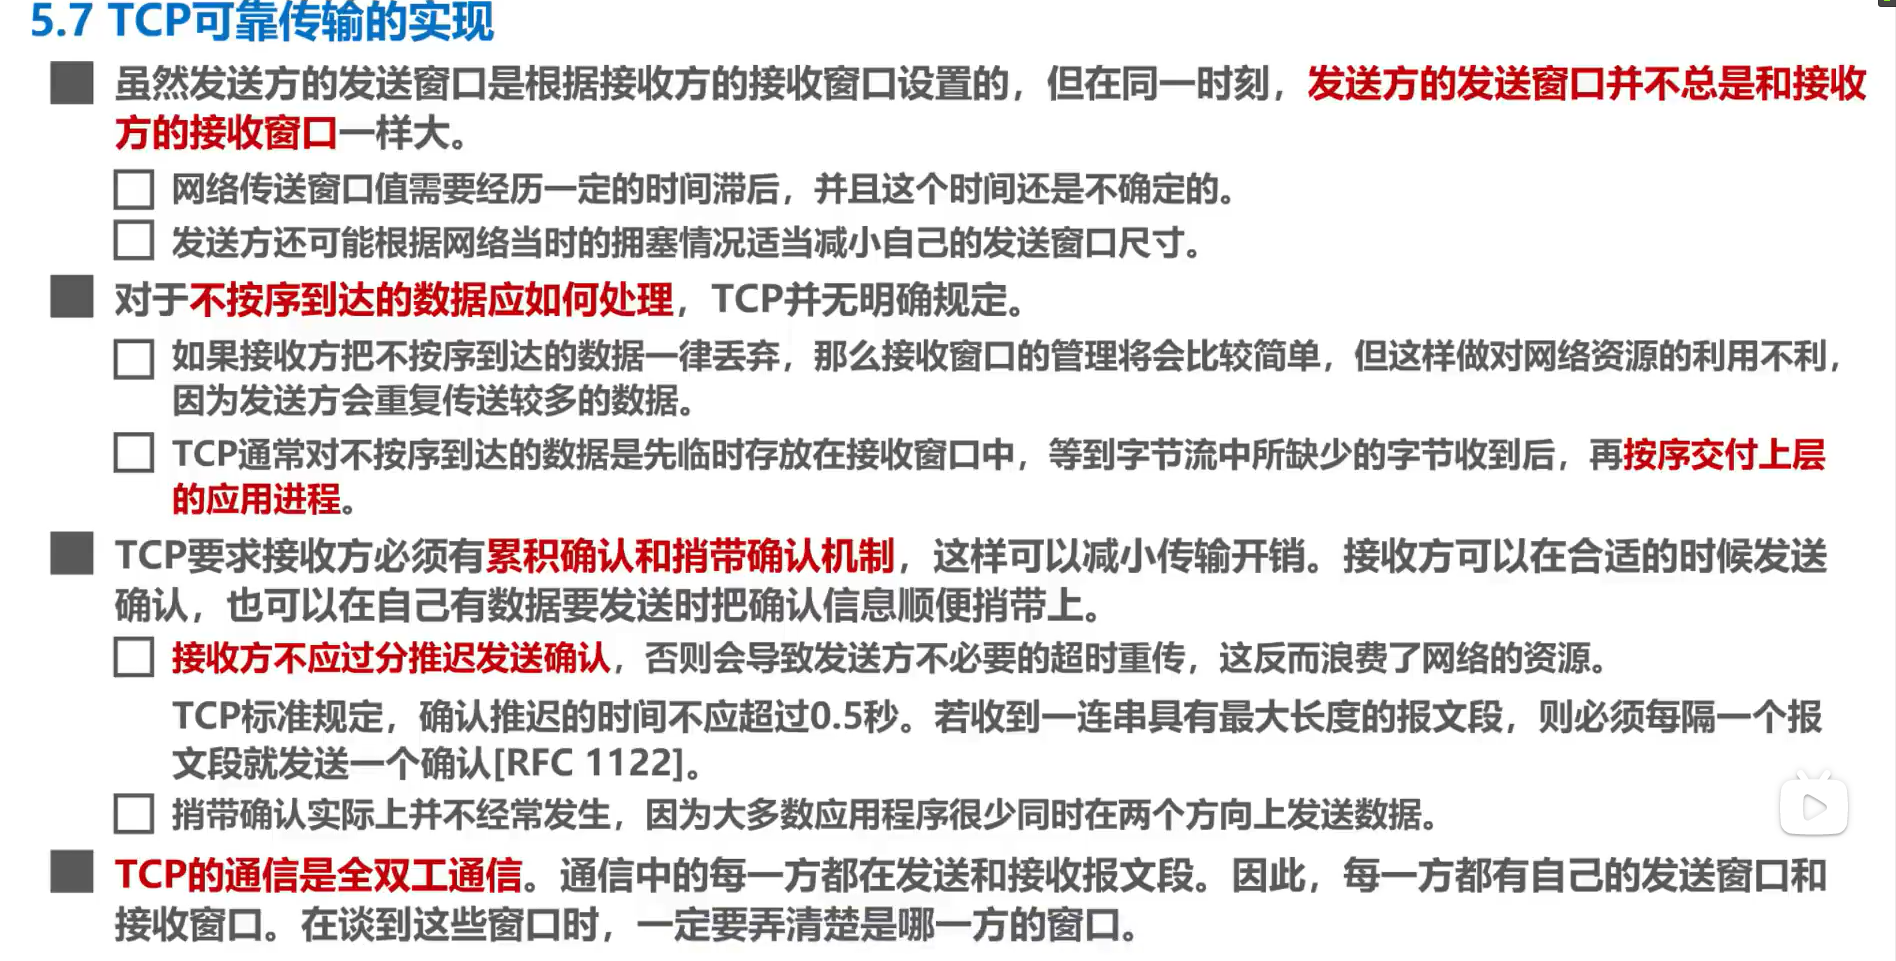 5.7 TCP可靠传输的实现
虽然发送方的发送窗口是根据接收方的接收窗口设置的，但在同一时刻，发送方的发送窗口并不总是和接收
方的接收窗口一样大。
网络传送窗口值需要经历一定的时间滞后，并且这个时间还是不确定的。
发送方还可能根据网络当时的拥塞情况适当减小自己的发送窗口尺寸。
对于不按序到达的数据应如何处理，TCP并无明确规定。
如果接收方把不按序到达的数据一律丢弃，那么接收窗口的管理将会比较简单，但这样做对网络资源的利用不利，
因为发送方会重复传送较多的数据。
TCP通常对不按序到达的数据是先临时存放在接收窗口中，等到字节流中所缺少的字节收到后，再按序交付上层
的应用进程。
TCP要求接收方必须有累积确认和捎带确认机制，这样可以减小传输开销。接收方可以在合适的时候发送
确认，也可以在自己有数据要发送时把确认信息顺便捎带上。
接收方不应过分推迟发送确认，否则会导致发送方不必要的超时重传，这反而浪费了网络的资源。
TCP标准规定，确认推迟的时间不应超过0.5秒。若收到一连串具有最大长度的报文段，则必须每隔一个报
文段就发送一个确认[RFC 1122]。
捎带确认实际上并不经常发生，因为大多数应用程序很少同时在两个方向上发送数据。
TCP的通信是全双工通信。通信中的每一方都在发送和接收报文段。因此，每一方都有自己的发送窗口和
接收窗口。在谈到这些窗口时，一定要弄清楚是哪一方的窗口。